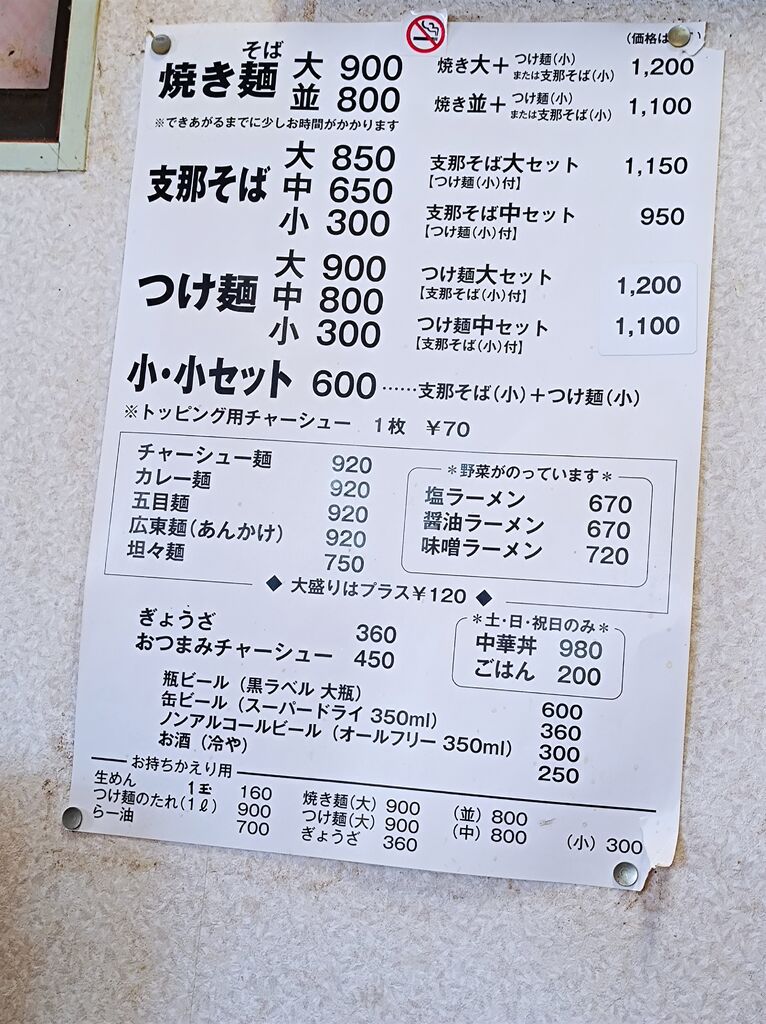 (価格は
そば
焼き麺 大 900 焼き大＋ つけ麺(小) または支那そば(小) 1,200
並 800 焼き並＋ つけ麺(小) または支那そば(小) 1,100
※できあがるまでに少しお時間がかかります
支那そば 大 850 支那そば大セット 1,150
【つけ麺(小)付】
中 650
小 300 支那そば中セット 950
【つけ麺(小)付】
つけ麺 大 900 つけ麺大セット 1,200
【支那そば(小)付】
中 800
小 300 つけ麺中セット 1,100
【支那そば(小)付】
小・小セット 600……支那そば(小)＋つけ麺(小)
※トッピング用チャーシュー 1枚 ¥70
チャーシュー麺 920
カレー麺 920
五目麺 920
広東麺(あんかけ) 920
坦々麺 750
＊野菜がのっています＊
塩ラーメン 670
醤油ラーメン 670
味噌ラーメン 720
◆ 大盛りはプラス¥120 ◆
ぎょうざ 360
おつまみチャーシュー 450
＊土・日・祝日のみ＊
中華丼 980
ごはん 200
瓶ビール（黒ラベル 大瓶） 600
缶ビール（スーパードライ 350ml） 360
ノンアルコールビール（オールフリー 350ml） 300
お酒（冷や） 250
お持ちかえり用
生めん 1玉 160
つけ麺のたれ(1ℓ) 900
らー油 700
焼き麺(大) 900 (並) 800
つけ麺(大) 900 (中) 800 (小) 300
ぎょうざ 360